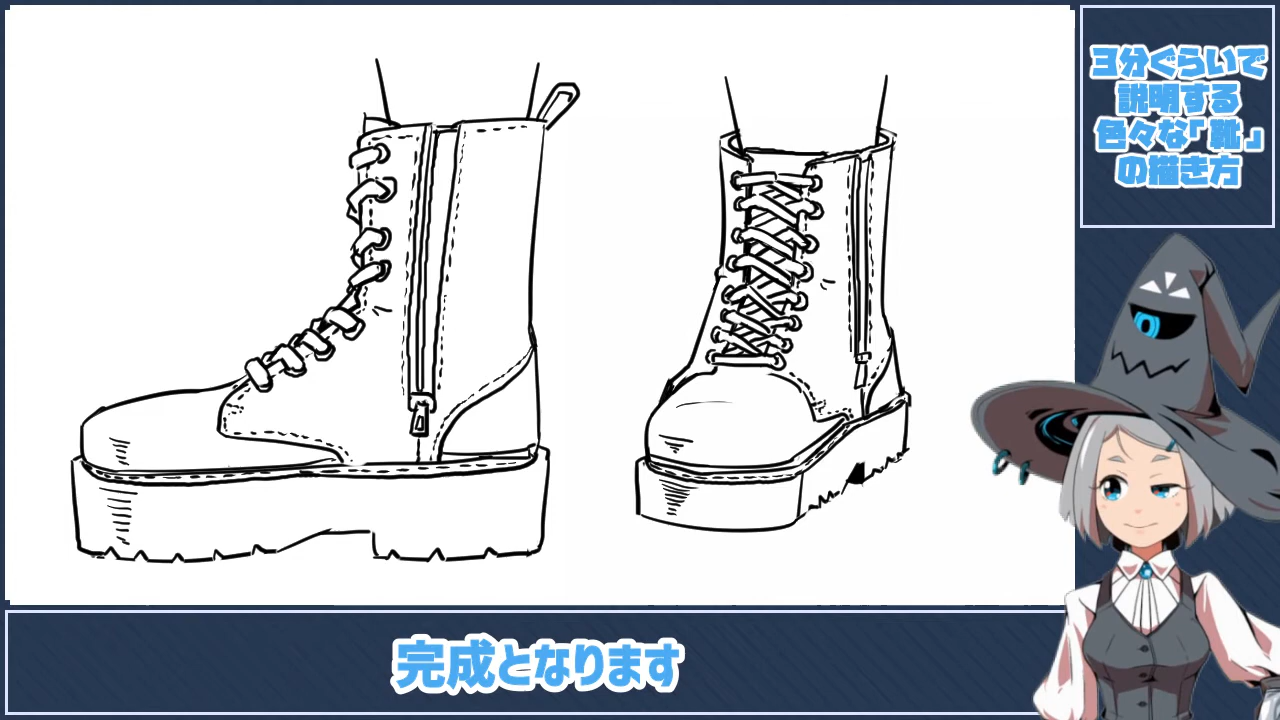 3分ぐらいで
説明する
色々な「靴」
の描き方
完成となります